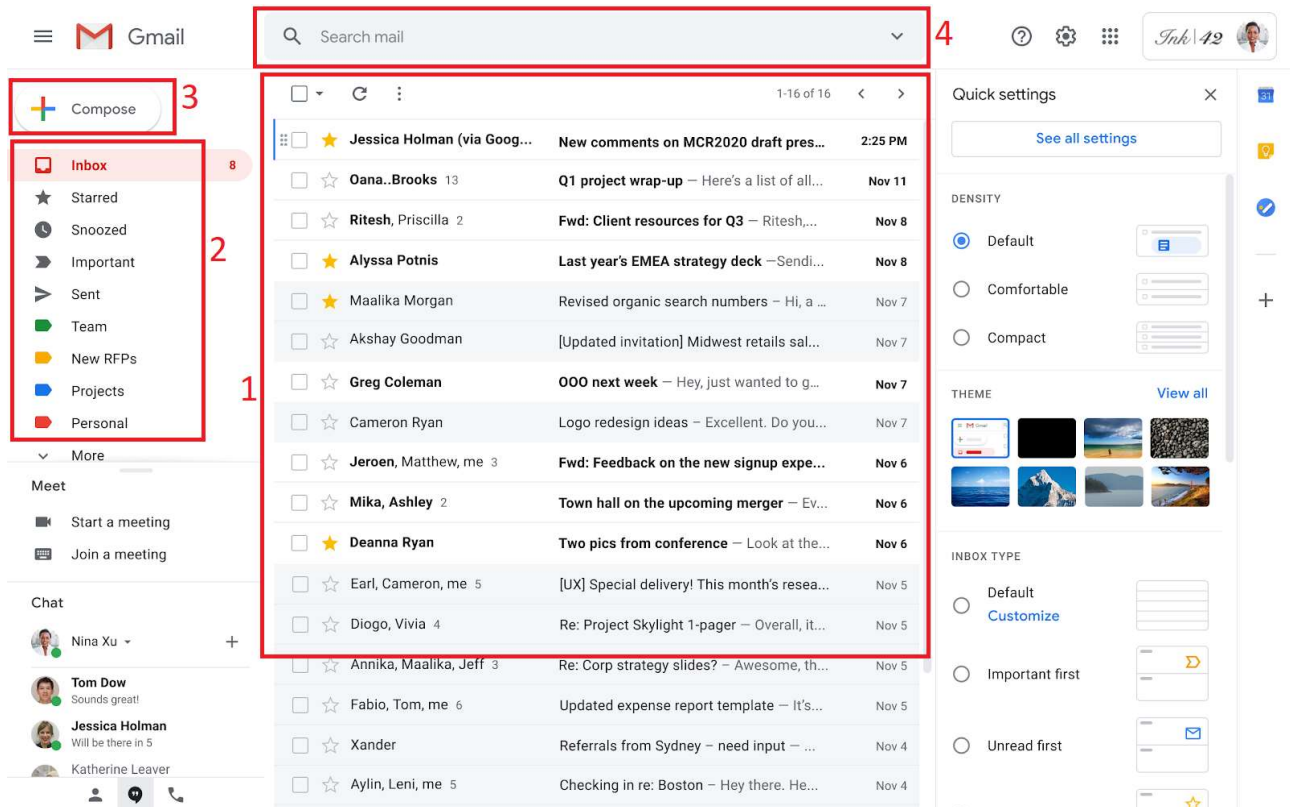 Gmail
Search mail
4
Ink|42
3
Compose
Inbox 8
Starred
Snoozed
Important
Sent
Team
New RFPs
Projects
Personal
More
2
1
Meet
Start a meeting
Join a meeting
Chat
Nina Xu
Tom Dow
Sounds great!
Jessica Holman
Will be there in 5
Katherine Leaver
1-16 of 16
Jessica Holman (via Goog... New comments on MCR2020 draft pres... 2:25 PM
Oana..Brooks 13 Q1 project wrap-up – Here's a list of all... Nov 11
Ritesh, Priscilla 2 Fwd: Client resources for Q3 – Ritesh,... Nov 8
Alyssa Potnis Last year's EMEA strategy deck –Sendi... Nov 8
Maalika Morgan Revised organic search numbers – Hi, a ... Nov 7
Akshay Goodman [Updated invitation] Midwest retails sal... Nov 7
Greg Coleman OOO next week – Hey, just wanted to g... Nov 7
Cameron Ryan Logo redesign ideas – Excellent. Do you... Nov 7
Jeroen, Matthew, me 3 Fwd: Feedback on the new signup expe... Nov 6
Mika, Ashley 2 Town hall on the upcoming merger – Ev... Nov 6
Deanna Ryan Two pics from conference – Look at the... Nov 6
Earl, Cameron, me 5 [UX] Special delivery! This month's resea... Nov 5
Diogo, Vivia 4 Re: Project Skylight 1-pager – Overall, it... Nov 5
Annika, Maalika, Jeff 3 Re: Corp strategy slides? – Awesome, th... Nov 5
Fabio, Tom, me 6 Updated expense report template – It's... Nov 5
Xander Referrals from Sydney – need input – ... Nov 4
Aylin, Leni, me 5 Checking in re: Boston – Hey there. He... Nov 4
Quick settings
See all settings
DENSITY
Default
Comfortable
Compact
THEME View all
INBOX TYPE
Default
Customize
Important first
Unread first
31